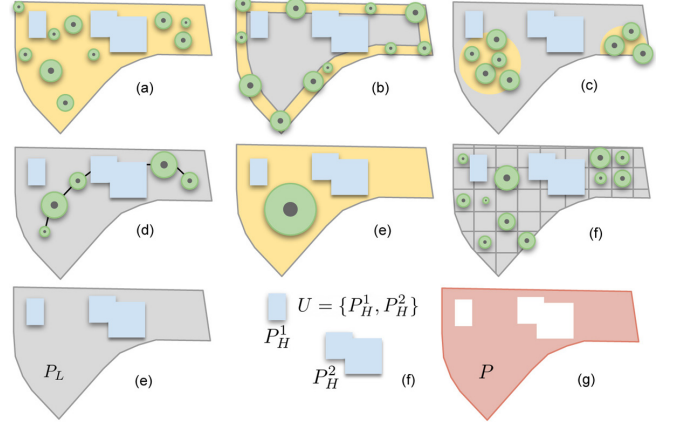 (a)
(b)
(c)
(d)
(e)
(f)
P_L
(e)
U = {P_H^1, P_H^2}
P_H^1
P_H^2
(f)
P
(g)